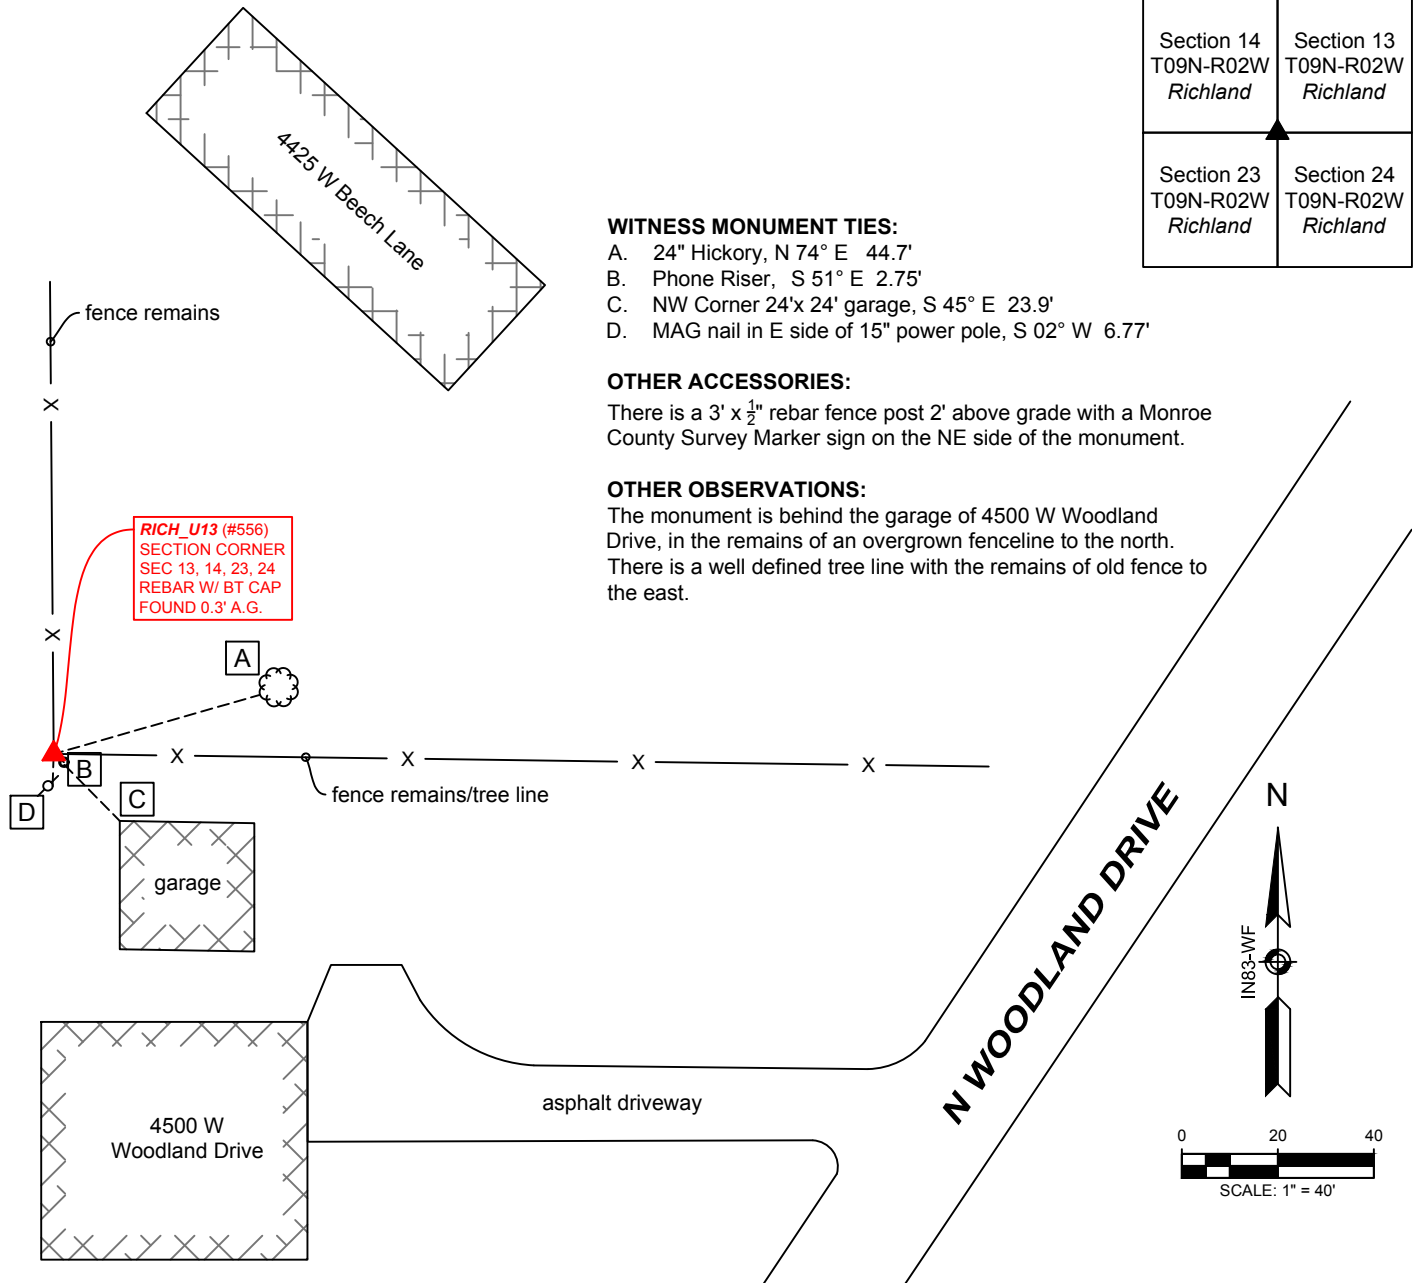 Section 14
T09N-R02W
Richland
Section 13
T09N-R02W
Richland
Section 23
T09N-R02W
Richland
Section 24
T09N-R02W
Richland
4425 W Beech Lane
WITNESS MONUMENT TIES:
A. 24" Hickory, N 74° E 44.7'
B. Phone Riser, S 51° E 2.75'
C. NW Corner 24'x 24' garage, S 45° E 23.9'
D. MAG nail in E side of 15" power pole, S 02° W 6.77'
OTHER ACCESSORIES:
There is a 3' x 1/2" rebar fence post 2' above grade with a Monroe
County Survey Marker sign on the NE side of the monument.
OTHER OBSERVATIONS:
The monument is behind the garage of 4500 W Woodland
Drive, in the remains of an overgrown fenceline to the north.
There is a well defined tree line with the remains of old fence to
the east.
fence remains
X
X
RICH_U13 (#556)
SECTION CORNER
SEC 13, 14, 23, 24
REBAR W/ BT CAP
FOUND 0.3' A.G.
A
B
C
D
X
X
X
X
fence remains/tree line
garage
4500 W
Woodland Drive
asphalt driveway
N WOODLAND DRIVE
N
IN83-WF
0 20 40
SCALE: 1" = 40'